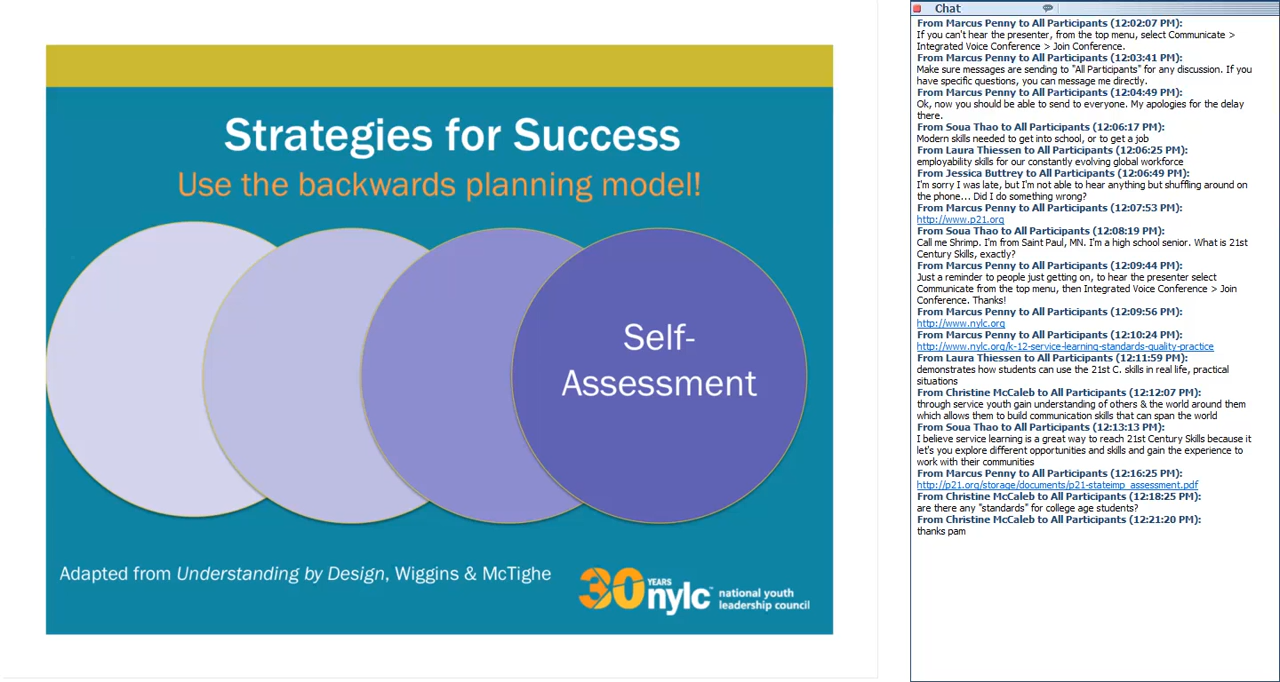 Strategies for Success
Use the backwards planning model!
Self-
Assessment
Adapted from Understanding by Design, Wiggins & McTighe
30 YEARS
nylc™ national youth
leadership council
Chat
From Marcus Penny to All Participants (12:02:07 PM):
If you can't hear the presenter, from the top menu, select Communicate >
Integrated Voice Conference > Join Conference.
From Marcus Penny to All Participants (12:03:41 PM):
Make sure messages are sending to "All Participants" for any discussion. If you
have specific questions, you can message me directly.
From Marcus Penny to All Participants (12:04:49 PM):
Ok, now you should be able to send to everyone. My apologies for the delay
there.
From Soua Thao to All Participants (12:06:17 PM):
Modern skills needed to get into school, or to get a job
From Laura Thiessen to All Participants (12:06:25 PM):
employability skills for our constantly evolving global workforce
From Jessica Buttrey to All Participants (12:06:49 PM):
I'm sorry I was late, but I'm not able to hear anything but shuffling around on
the phone... Did I do something wrong?
From Marcus Penny to All Participants (12:07:53 PM):
http://www.p21.org
From Soua Thao to All Participants (12:08:19 PM):
Call me Shrimp. I'm from Saint Paul, MN. I'm a high school senior. What is 21st
Century Skills, exactly?
From Marcus Penny to All Participants (12:09:44 PM):
Just a reminder to people just getting on, to hear the presenter select
Communicate from the top menu, then Integrated Voice Conference > Join
Conference. Thanks!
From Marcus Penny to All Participants (12:09:56 PM):
http://www.nylc.org
From Marcus Penny to All Participants (12:10:24 PM):
http://www.nylc.org/k-12-service-learning-standards-quality-practice
From Laura Thiessen to All Participants (12:11:59 PM):
demonstrates how students can use the 21st C. skills in real life, practical
situations
From Christine McCaleb to All Participants (12:12:07 PM):
through service youth gain understanding of others & the world around them
which allows them to build communication skills that can span the world
From Soua Thao to All Participants (12:13:13 PM):
I believe service learning is a great way to reach 21st Century Skills because it
let's you explore different opportunities and skills and gain the experience to
work with their communities
From Marcus Penny to All Participants (12:16:25 PM):
http://p21.org/storage/documents/p21-stateimp_assessment.pdf
From Christine McCaleb to All Participants (12:18:25 PM):
are there any "standards" for college age students?
From Christine McCaleb to All Participants (12:21:20 PM):
thanks pam